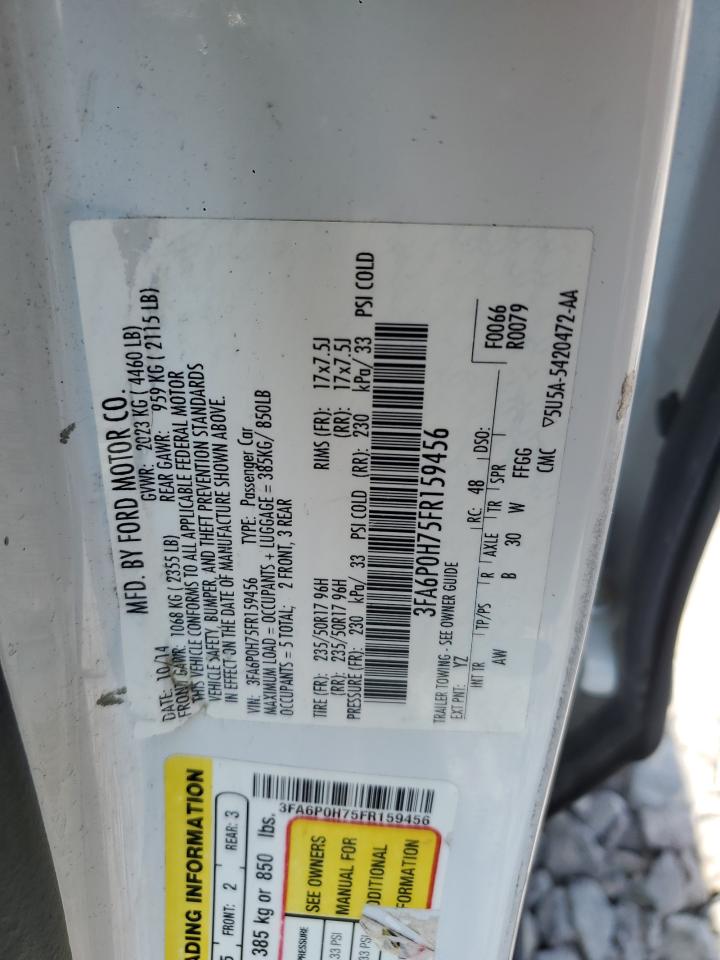 MFD. BY FORD MOTOR CO.
DATE: 10/14 GVWR: 2023 KG ( 4460 LB)
FRONT GAWR: 1068 KG ( 2355 LB) REAR GAWR: 959 KG ( 2115 LB)
THIS VEHICLE CONFORMS TO ALL APPLICABLE FEDERAL MOTOR
VEHICLE SAFETY, BUMPER, AND THEFT PREVENTION STANDARDS
IN EFFECT ON THE DATE OF MANUFACTURE SHOWN ABOVE.
VIN: 3FA6P0H75FR159456 TYPE: Passenger Car
MAXIMUM LOAD = OCCUPANTS + LUGGAGE = 385KG/ 850LB
OCCUPANTS = 5 TOTAL; 2 FRONT, 3 REAR
TIRE (FR): 235/50R17 96H RIMS (FR): 17x7.5J
(RR): 235/50R17 96H (RR): 17x7.5J
PRESSURE (FR): 230 kPa/ 33 PSI COLD (RR): 230 kPa/ 33 PSI COLD
3FA6P0H75FR159456
TRAILER TOWING - SEE OWNER GUIDE
EXT PNT: YZ RC: 48 DSO: F0066
INT TR TP/PS R AXLE TR SPR R0079
AW B 30 W FFGG
CMC ▽5U5A-5420472-AA
ADING INFORMATION
5 FRONT: 2 REAR: 3
385 kg or 850 lbs.
3FA6P0H75FR159456
PRESSURE SEE OWNERS
33 PSI MANUAL FOR
33 PSI DDITIONAL
FORMATION